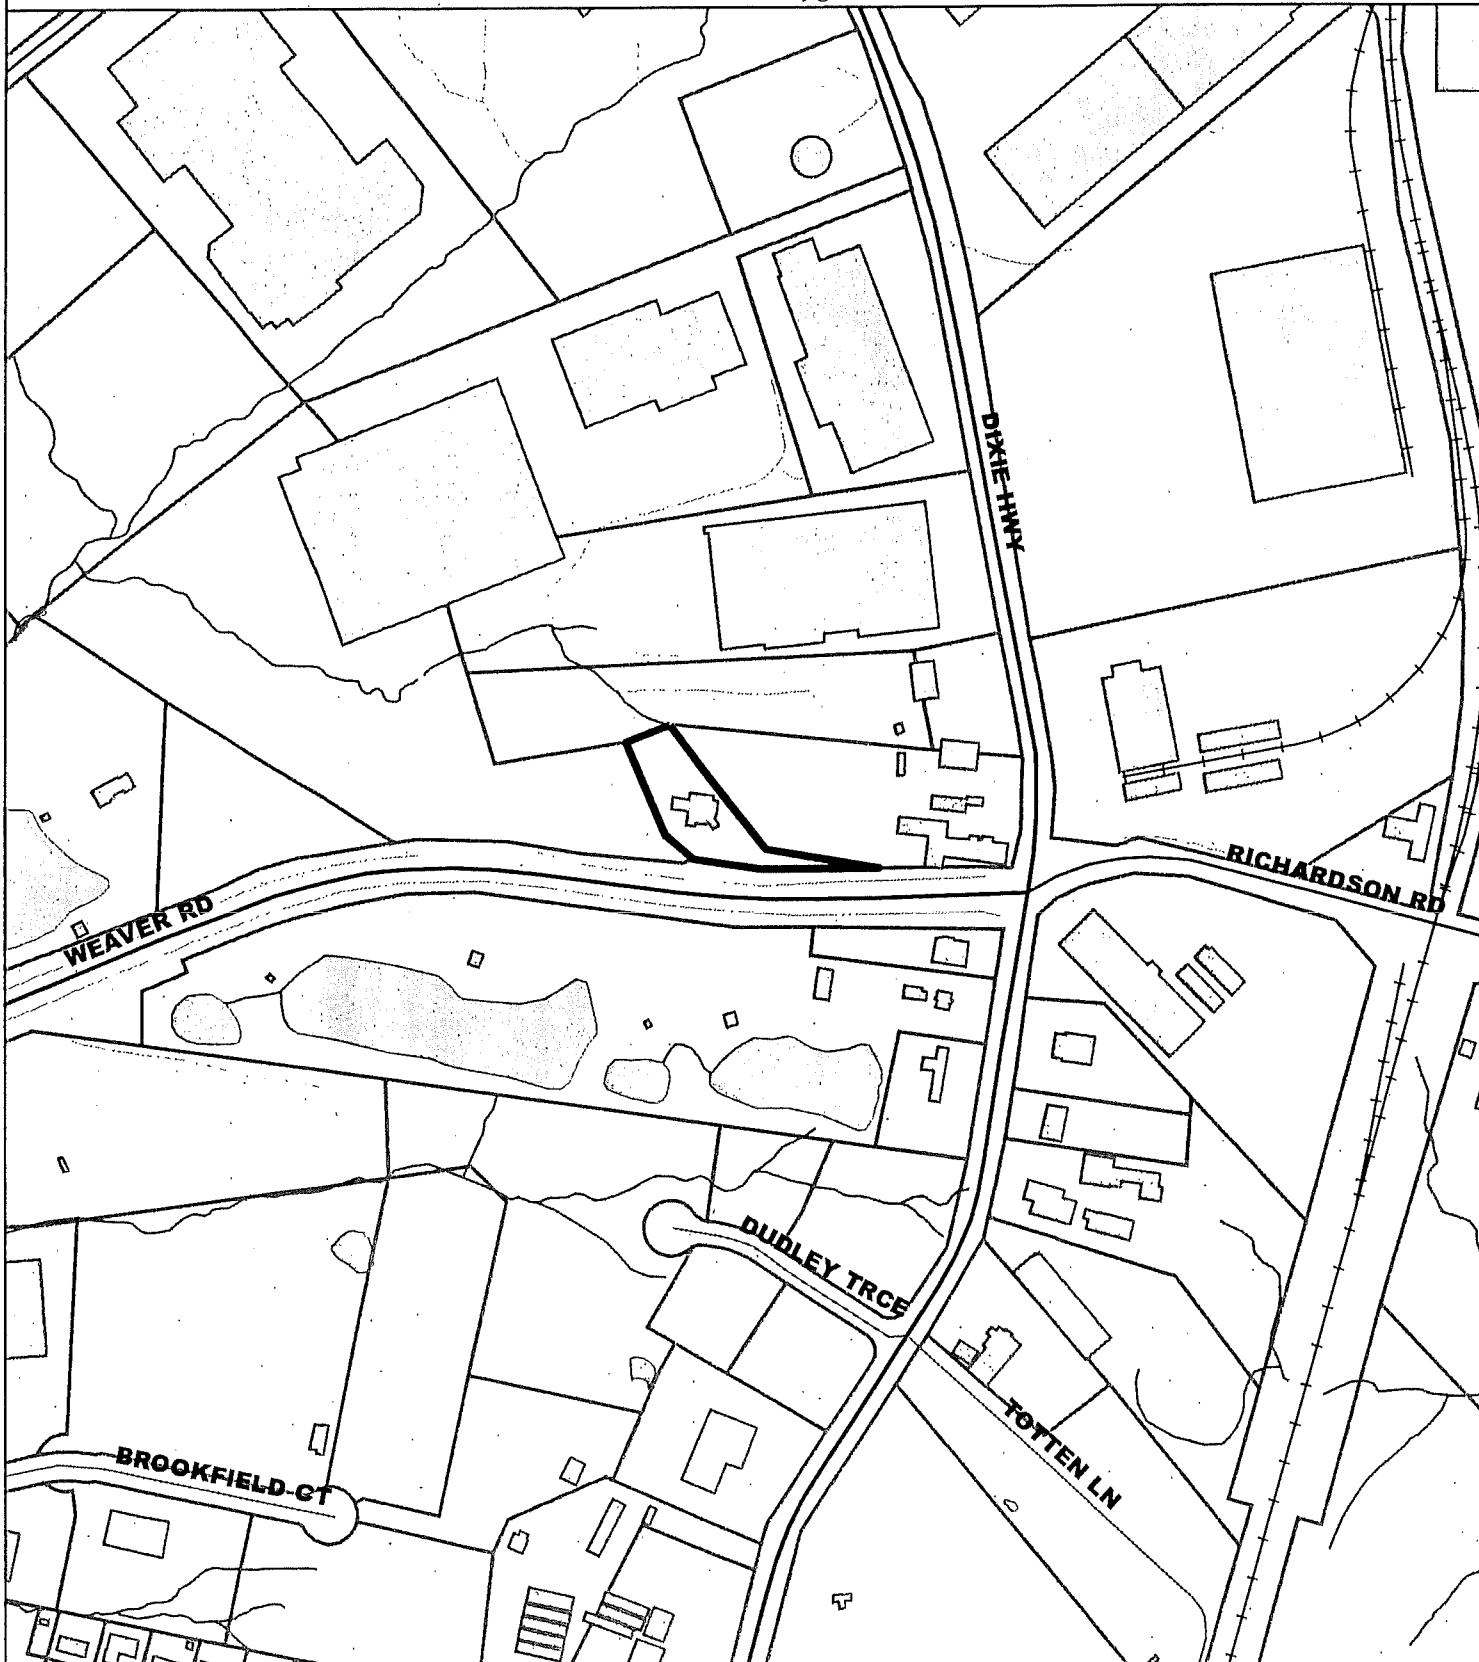 DIXIE HWY
RICHARDSON RD
WEAVER RD
DUDLEY TRCE
TOTTEN LN
BROOKFIELD CT